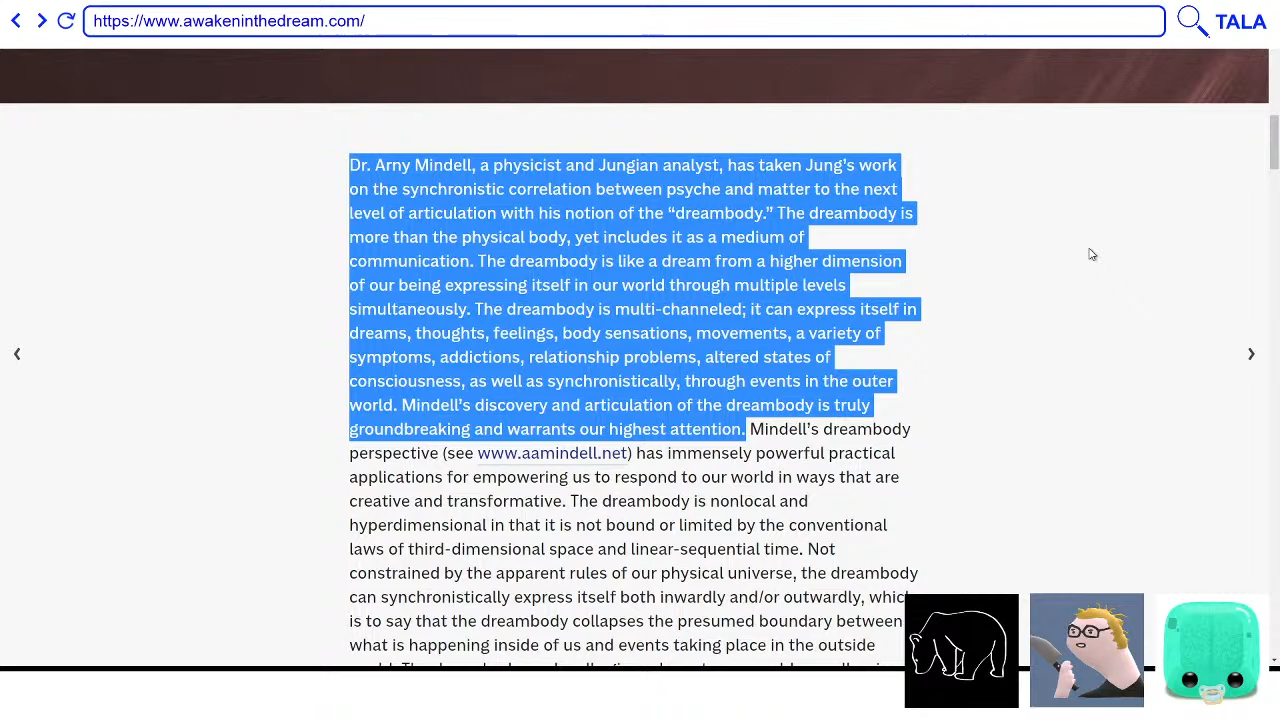 https://www.awakeninthedream.com/
TALA
Dr. Arny Mindell, a physicist and Jungian analyst, has taken Jung’s work
on the synchronistic correlation between psyche and matter to the next
level of articulation with his notion of the “dreambody.” The dreambody is
more than the physical body, yet includes it as a medium of
communication. The dreambody is like a dream from a higher dimension
of our being expressing itself in our world through multiple levels
simultaneously. The dreambody is multi-channeled; it can express itself in
dreams, thoughts, feelings, body sensations, movements, a variety of
symptoms, addictions, relationship problems, altered states of
consciousness, as well as synchronistically, through events in the outer
world. Mindell’s discovery and articulation of the dreambody is truly
groundbreaking and warrants our highest attention. Mindell’s dreambody
perspective (see www.aamindell.net) has immensely powerful practical
applications for empowering us to respond to our world in ways that are
creative and transformative. The dreambody is nonlocal and
hyperdimensional in that it is not bound or limited by the conventional
laws of third-dimensional space and linear-sequential time. Not
constrained by the apparent rules of our physical universe, the dreambody
can synchronistically express itself both inwardly and/or outwardly, which
is to say that the dreambody collapses the presumed boundary between
what is happening inside of us and events taking place in the outside